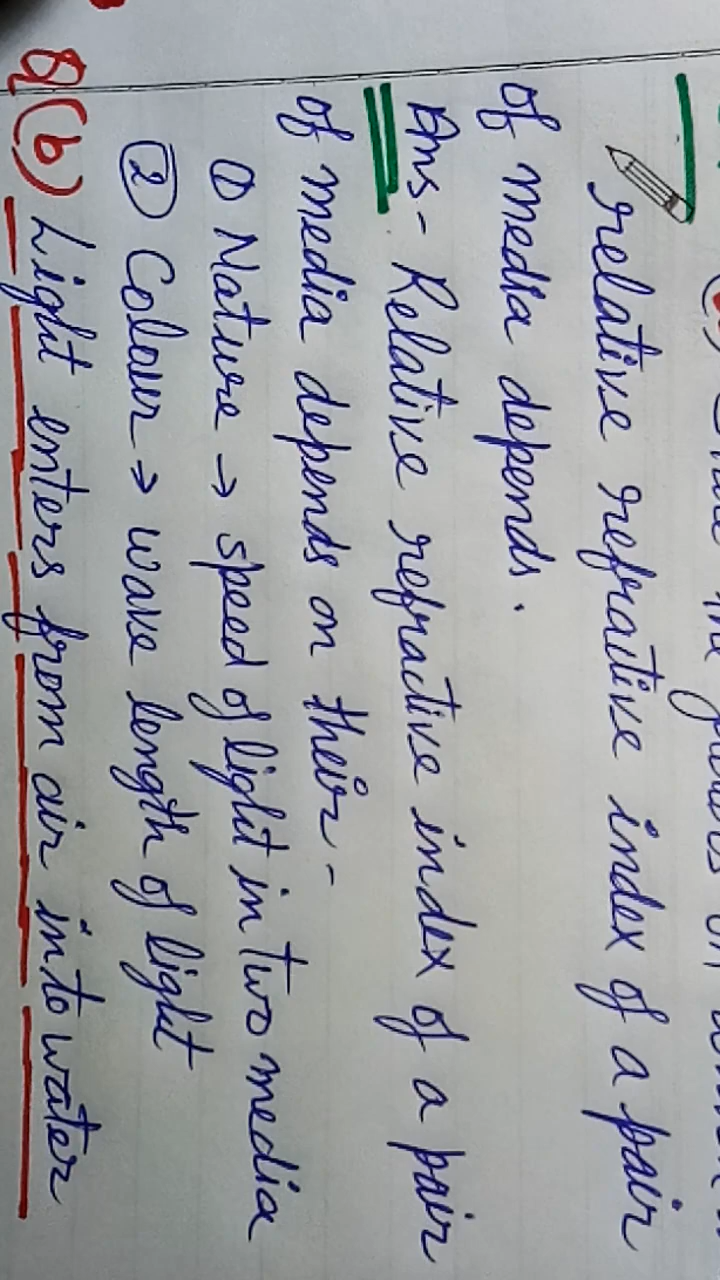 relative refractive index of a pair
of media depends.
Ans - Relative refractive index of a pair
of media depends on their -
① Nature → speed of light in two media
② Colour → wave length of light
Q(b) Light enters from air into water